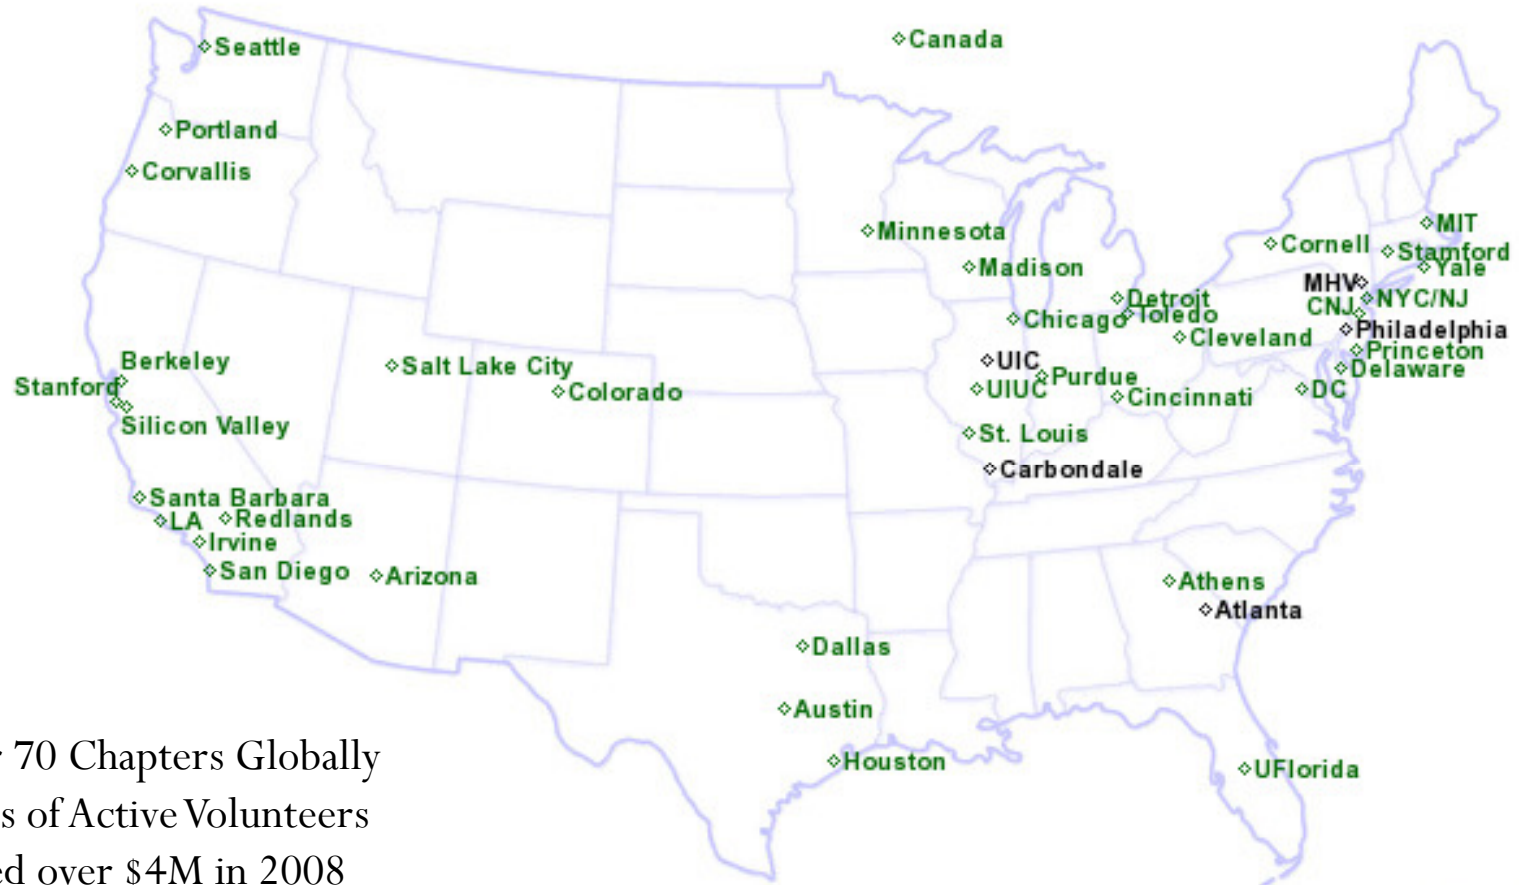 Canada
Seattle
Portland
Corvallis
MIT
Minnesota
Cornell
Stamford
Madison
Yale
MHV
Detroit
NYC/NJ
CNJ
Toledo
Chicago
Philadelphia
Cleveland
Princeton
Berkeley
UIC
Salt Lake City
Delaware
Purdue
Stanford
UIUC
DC
Colorado
Cincinnati
Silicon Valley
St. Louis
Carbondale
Santa Barbara
LA
Redlands
Irvine
San Diego
Arizona
Athens
Atlanta
Dallas
Austin
Houston
UFlorida
70 Chapters Globally
of Active Volunteers
over $4M in 2008